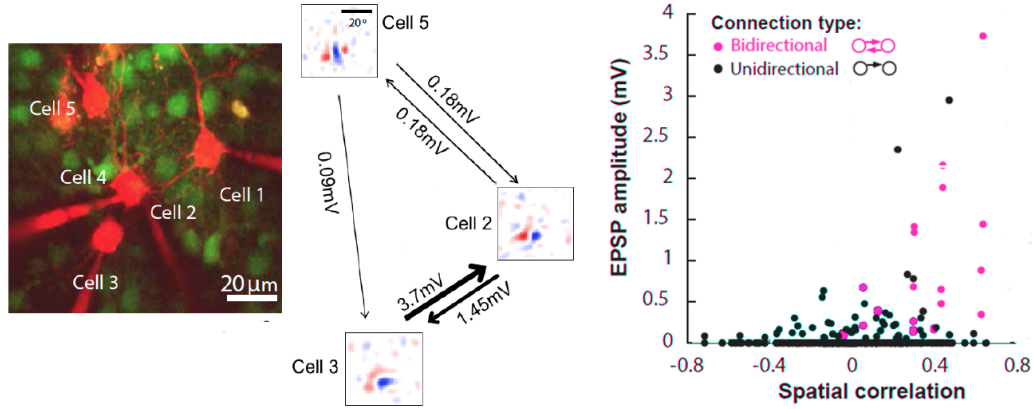 Cell 5
Cell 4
Cell 1
Cell 2
Cell 3
20 μm
Cell 5
20°
0.18mV
0.18mV
0.09mV
Cell 2
3.7mV
1.45mV
Cell 3
Connection type:
Bidirectional
Unidirectional
EPSP amplitude (mV)
4
3.5
3
2.5
2
1.5
1
0.5
0
-0.8
-0.4
0
0.4
0.8
Spatial correlation